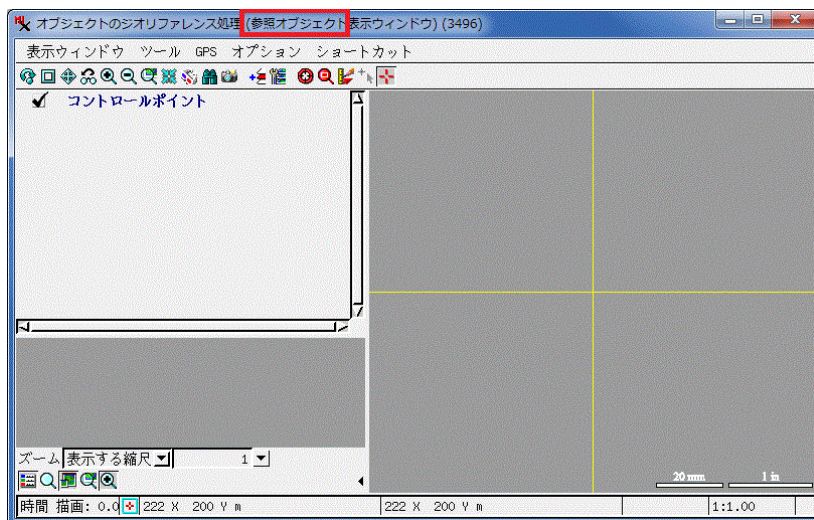 オブジェクトのジオリファレンス処理 (参照オブジェクト表示ウィンドウ) (3496)
表示ウィンドウ ツール GPS オプション ショートカット
コントロールポイント
ズーム 表示する縮尺 1
20 mm 1 in
時間 描画: 0.0 222 X 200 Y m 222 X 200 Y m 1:1.00